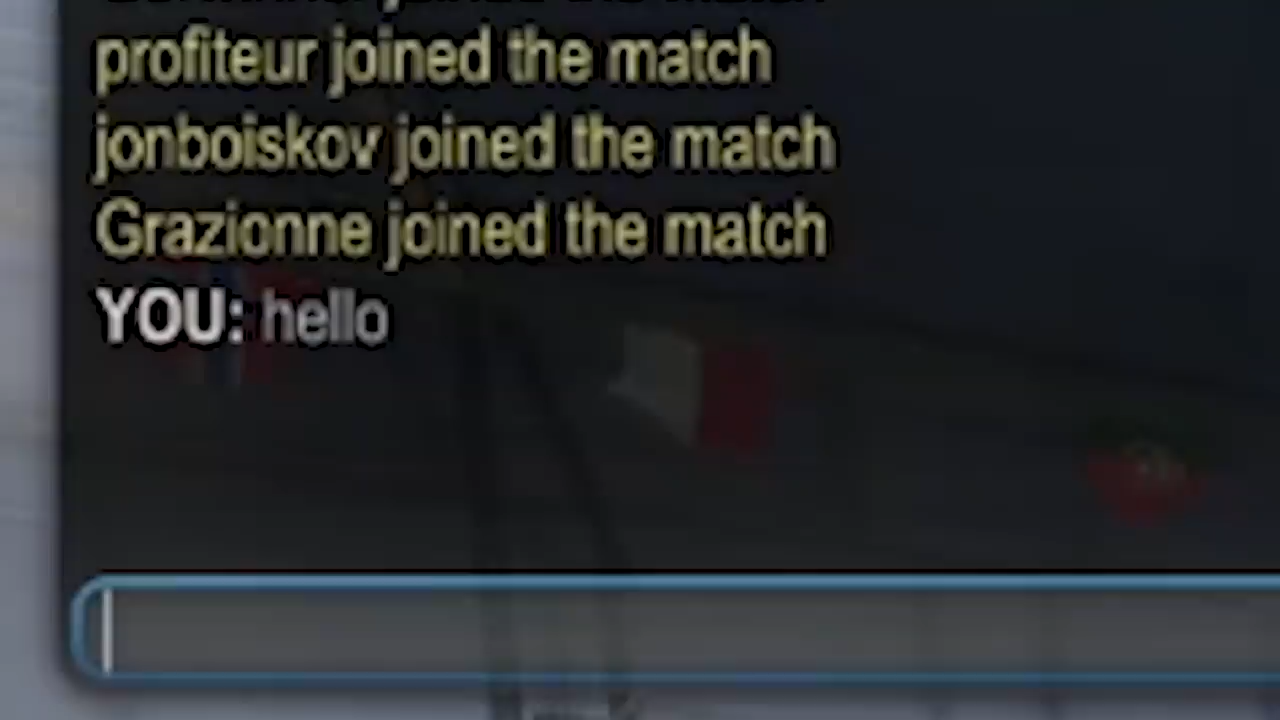 profiteur joined the match
jonboiskov joined the match
Grazionne joined the match
YOU: hello